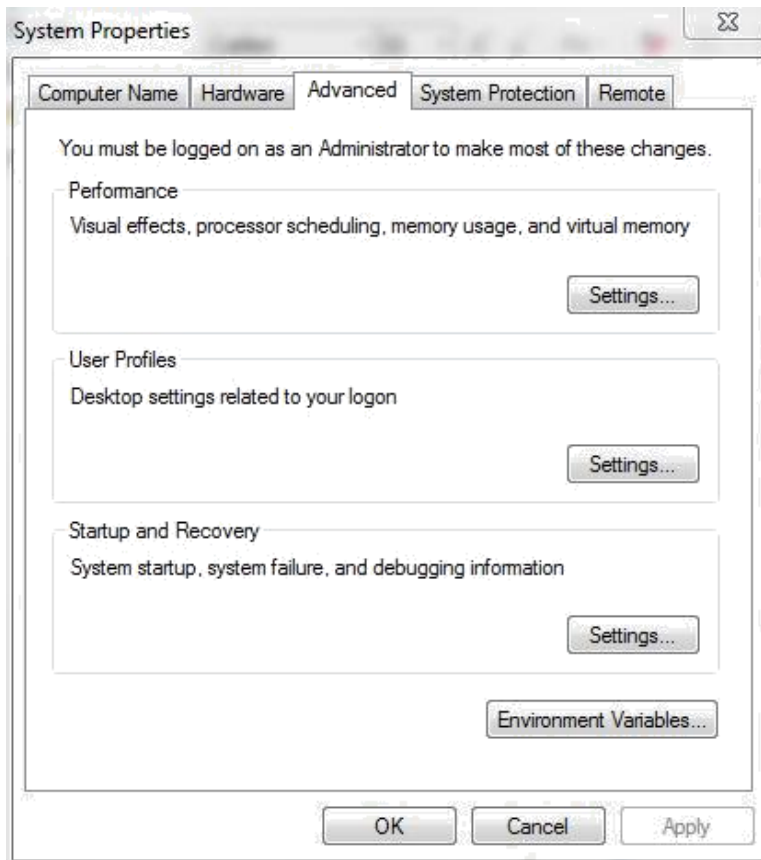 System Properties
Computer Name Hardware Advanced System Protection Remote
You must be logged on as an Administrator to make most of these changes.
Performance
Visual effects, processor scheduling, memory usage, and virtual memory
Settings...
User Profiles
Desktop settings related to your logon
Settings...
Startup and Recovery
System startup, system failure, and debugging information
Settings...
Environment Variables...
OK Cancel Apply